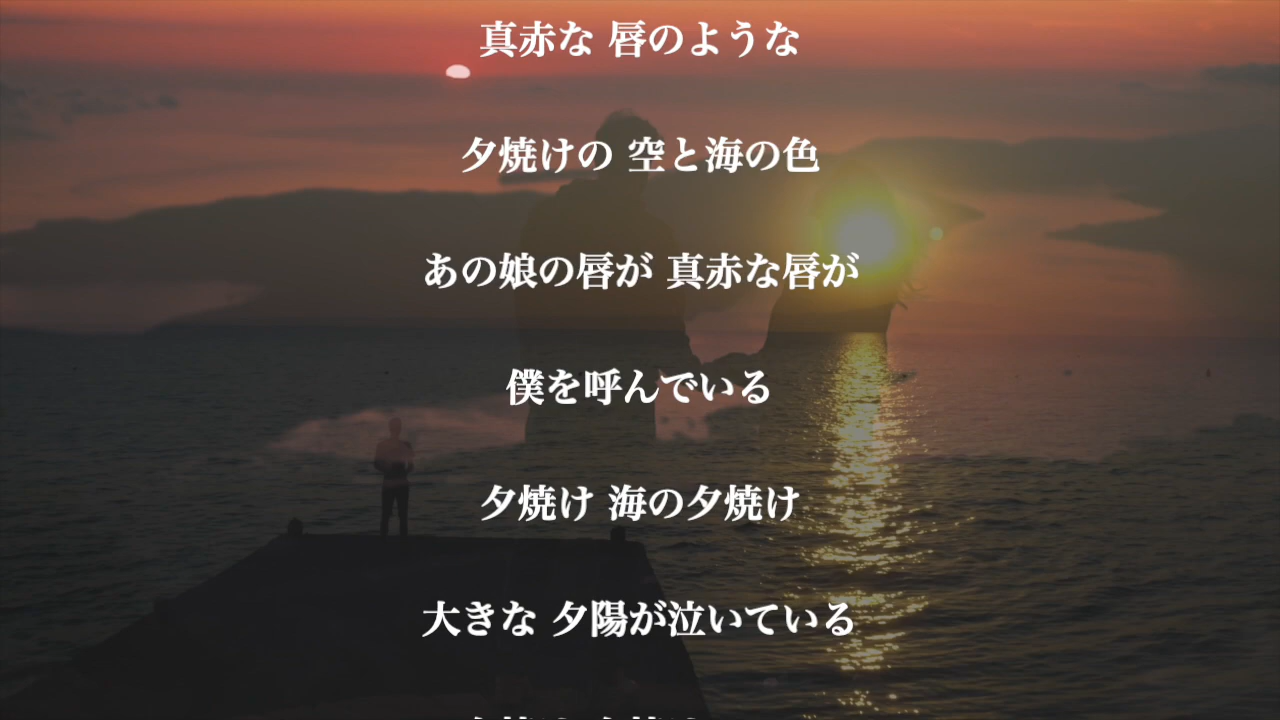 真赤な 唇のような
夕焼けの 空と海の色
あの娘の唇が 真赤な唇が
僕を呼んでいる
夕焼け 海の夕焼け
大きな 夕陽が泣いている